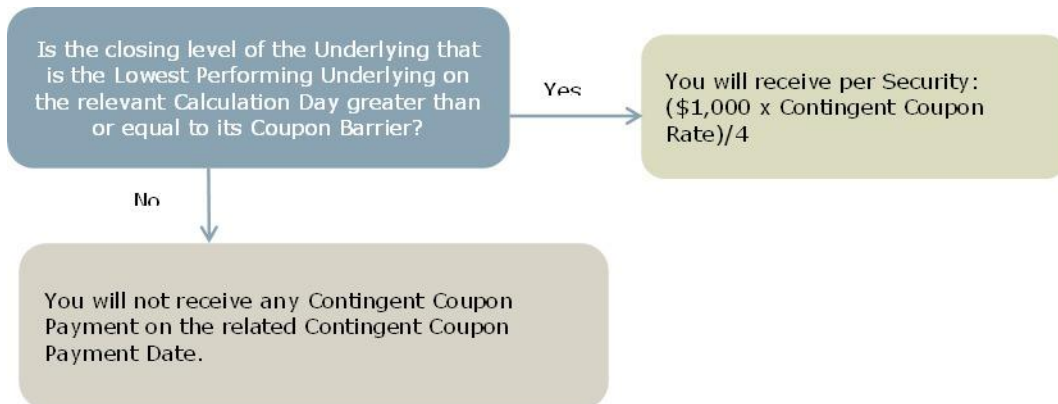 Is the closing level of the Underlying that
is the Lowest Performing Underlying on
the relevant Calculation Day greater than
or equal to its Coupon Barrier?
Yes
You will receive per Security:
($1,000 x Contingent Coupon
Rate)/4
No
You will not receive any Contingent Coupon
Payment on the related Contingent Coupon
Payment Date.